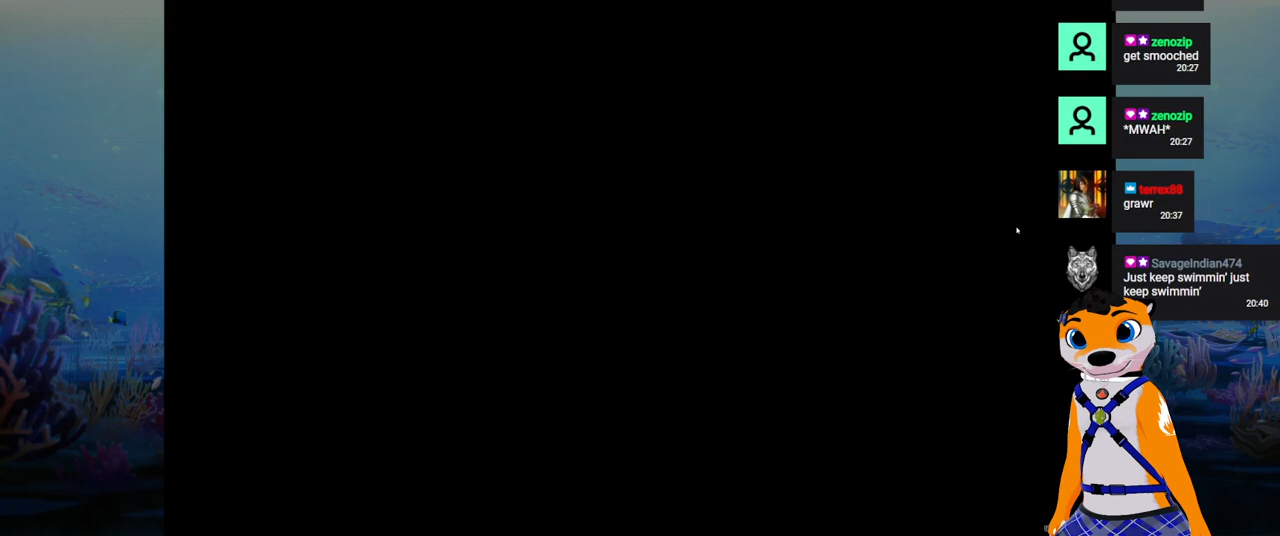 zenozip
get smooched
20:27
zenozip
*MWAH*
20:27
terrex88
grawr
20:37
SavageIndian474
Just keep swimmin' just
keep swimmin'
20:40